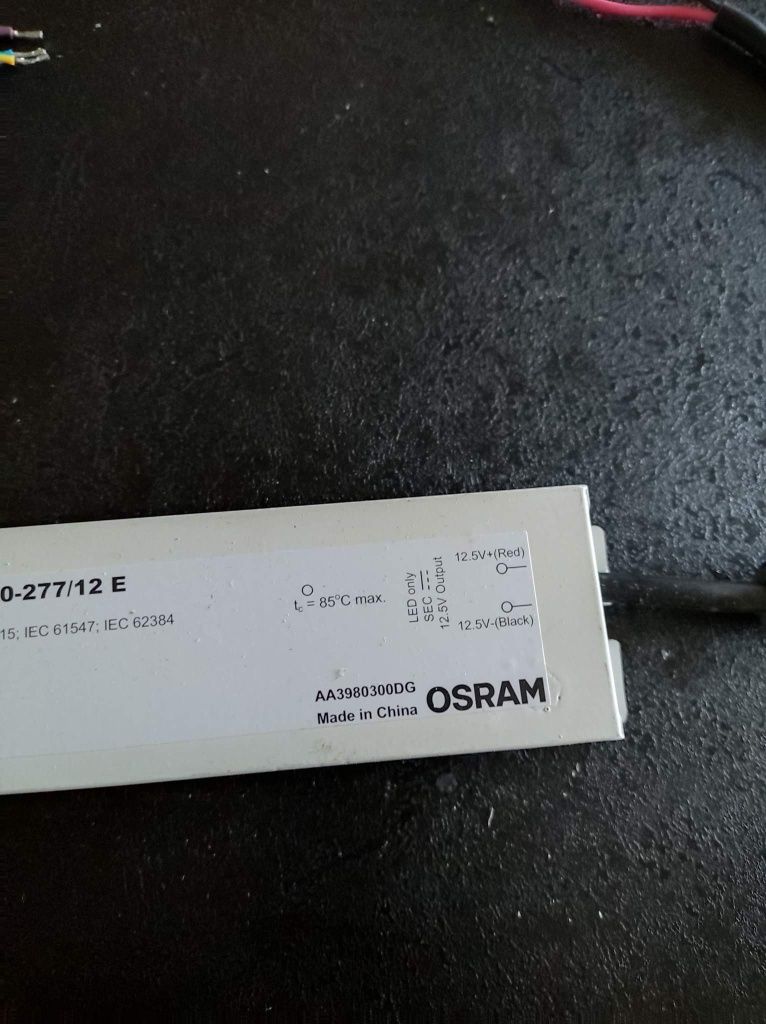 0-277/12 E
15; IEC 61547; IEC 62384
tc = 85°C max.
LED only
SEC ⎓
12.5V Output
12.5V+(Red)
12.5V-(Black)
AA3980300DG
Made in China
OSRAM